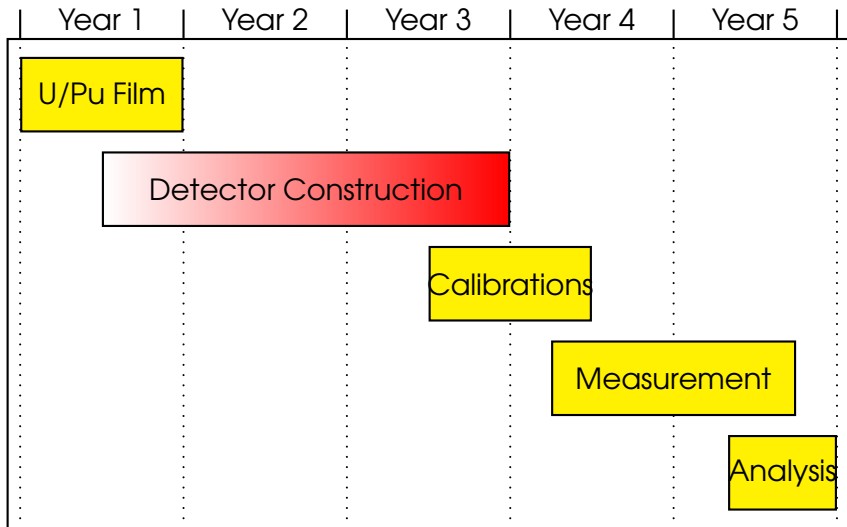 Year 1 Year 2 Year 3 Year 4 Year 5
U/Pu Film
Detector Construction
Calibrations
Measurement
Analysis